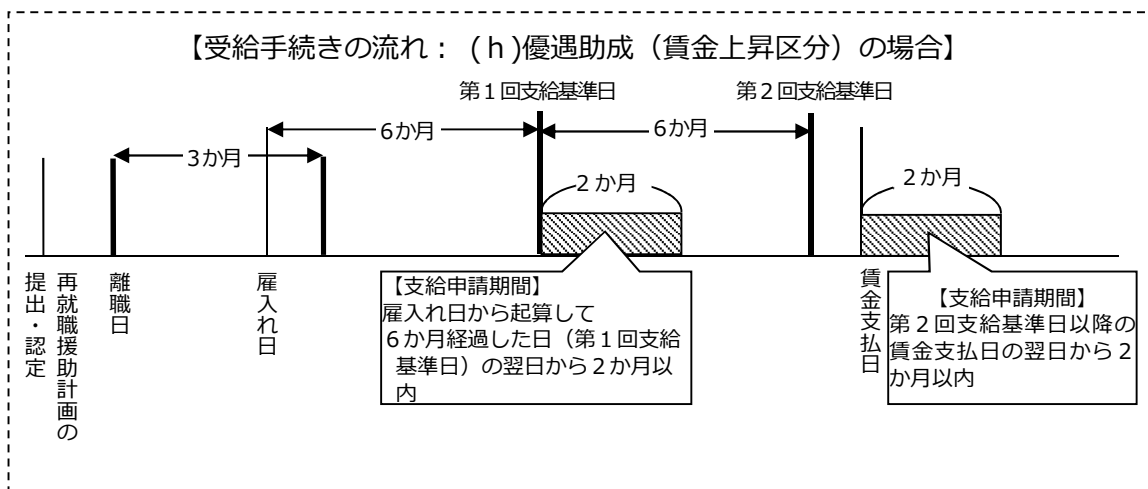 【受給手続きの流れ：(ｈ)優遇助成（賃金上昇区分）の場合】
第１回支給基準日
第２回支給基準日
６か月
６か月
３か月
２か月
２か月
再就職援助計画の
提出・認定
離職日
雇入れ日
賃金支払日
【支給申請期間】
雇入れ日から起算して
６か月経過した日（第１回支給
基準日）の翌日から２か月以
内
【支給申請期間】
第２回支給基準日以降の
賃金支払日の翌日から２
か月以内